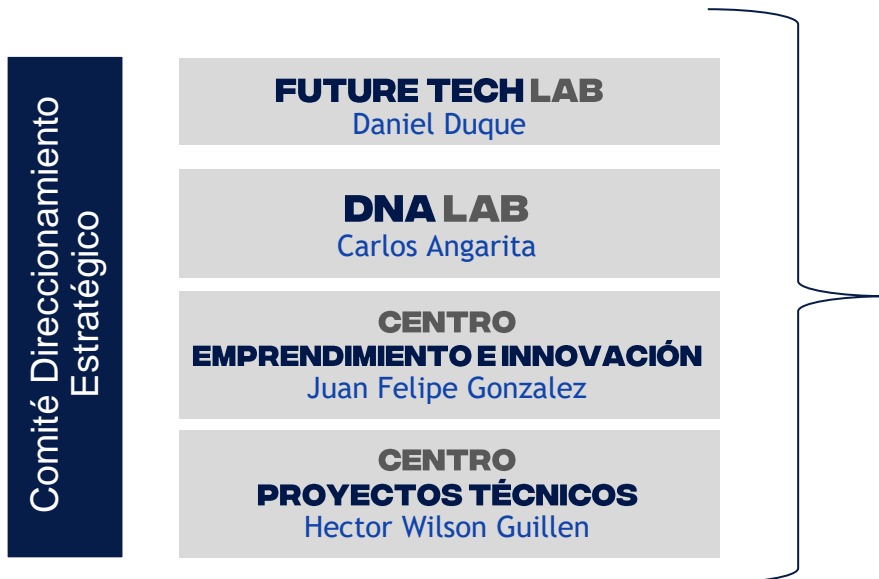 Comité Direccionamiento
Estratégico
FUTURE TECH LAB
Daniel Duque
DNA LAB
Carlos Angarita
CENTRO
EMPRENDIMIENTO E INNOVACIÓN
Juan Felipe Gonzalez
CENTRO
PROYECTOS TÉCNICOS
Hector Wilson Guillen